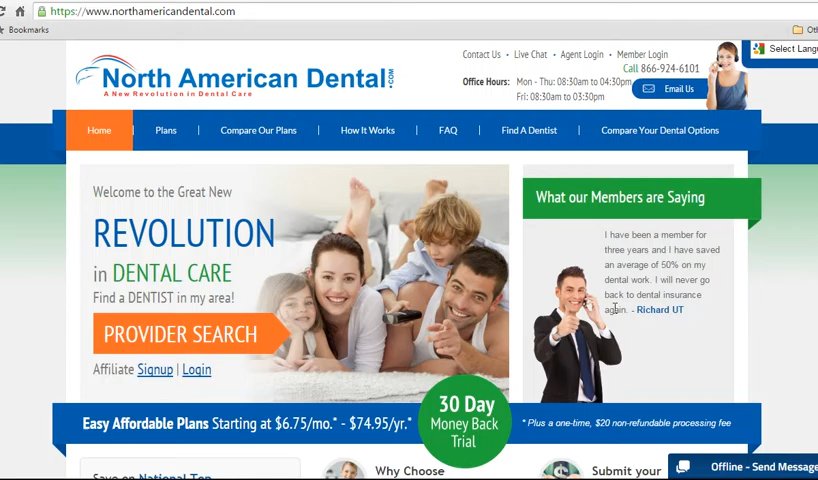 https://www.northamericandental.com
Bookmarks
Contact Us • Live Chat • Agent Login • Member Login
Select
Call 866-924-6101
North American Dental .COM
A New Revolution in Dental Care
Office Hours: Mon - Thu: 08:30am to 04:30pm
Fri: 08:30am to 03:30pm
Email Us
Home
Plans
Compare Our Plans
How It Works
FAQ
Find A Dentist
Compare Your Dental Options
Welcome to the Great New
REVOLUTION
in DENTAL CARE
Find a DENTIST in my area!
PROVIDER SEARCH
Affiliate Signup | Login
What our Members are Saying
I have been a member for
three years and I have saved
an average of 50% on my
dental work. I will never go
back to dental insurance
again. - Richard UT
Easy Affordable Plans Starting at $6.75/mo.* - $74.95/yr.*
30 Day
Money Back
Trial
* Plus a one-time, $20 non-refundable processing fee
Save on National Top
Why Choose
Submit your
Offline - Send Message